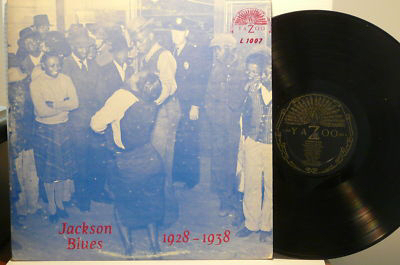 YAZOO
L 1007
Jackson
Blues
1928 - 1938
YAZOO